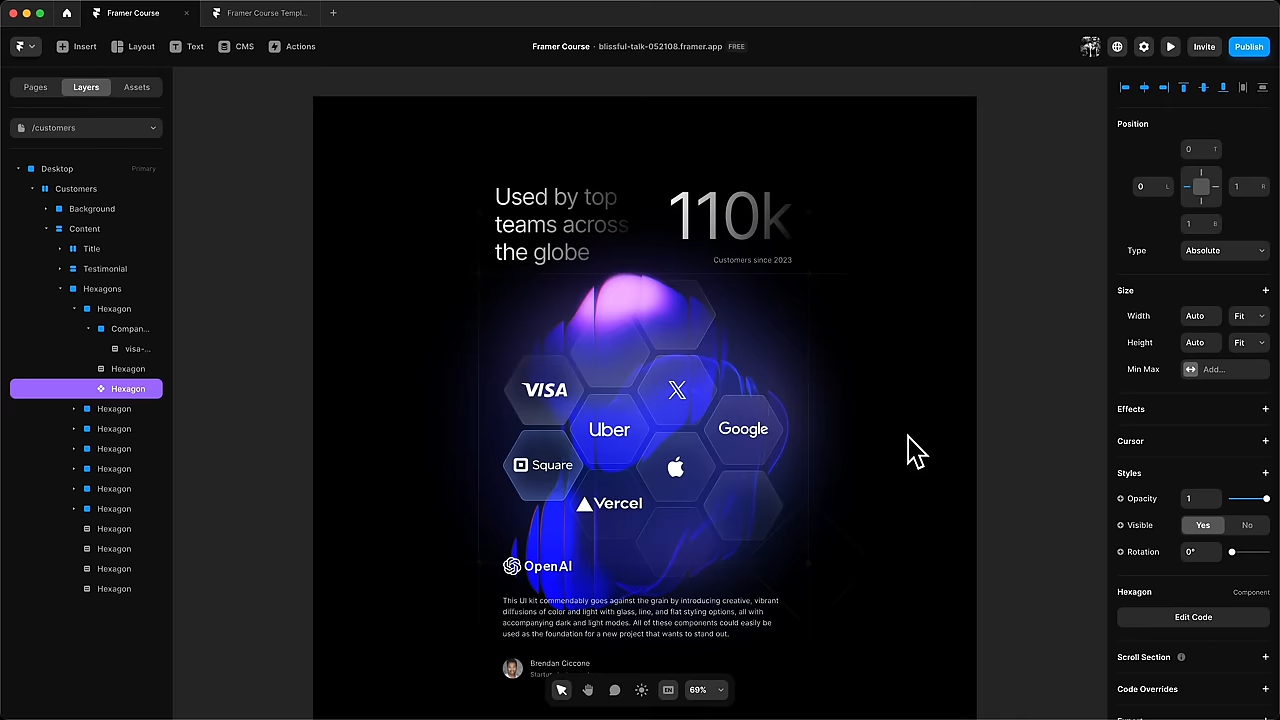 Framer Course
Framer Course Templ...
Insert
Layout
Text
CMS
Actions
Framer Course · blissful-talk-052108.framer.app FREE
Invite
Publish
Pages
Layers
Assets
/customers
Desktop
Primary
Customers
Background
Content
Title
Testimonial
Hexagons
Hexagon
Compan...
visa-...
Hexagon
Hexagon
Hexagon
Hexagon
Hexagon
Hexagon
Hexagon
Hexagon
Hexagon
Hexagon
Hexagon
Hexagon
Used by top
teams across
the globe
110k
Customers since 2023
VISA
X
Uber
Google
Square
Vercel
OpenAI
This UI kit commendably goes against the grain by introducing creative, vibrant
diffusions of color and light with glass, line, and flat styling options, all with
accompanying dark and light modes. All of these components could easily be
used as the foundation for a new project that wants to stand out.
Brendan Ciccone
EN
69%
Position
0 T
0 L
1 R
1 B
Type
Absolute
Size
Width
Auto
Fit
Height
Auto
Fit
Min Max
Add...
Effects
Cursor
Styles
Opacity
1
Visible
Yes
No
Rotation
0°
Hexagon
Component
Edit Code
Scroll Section
Code Overrides